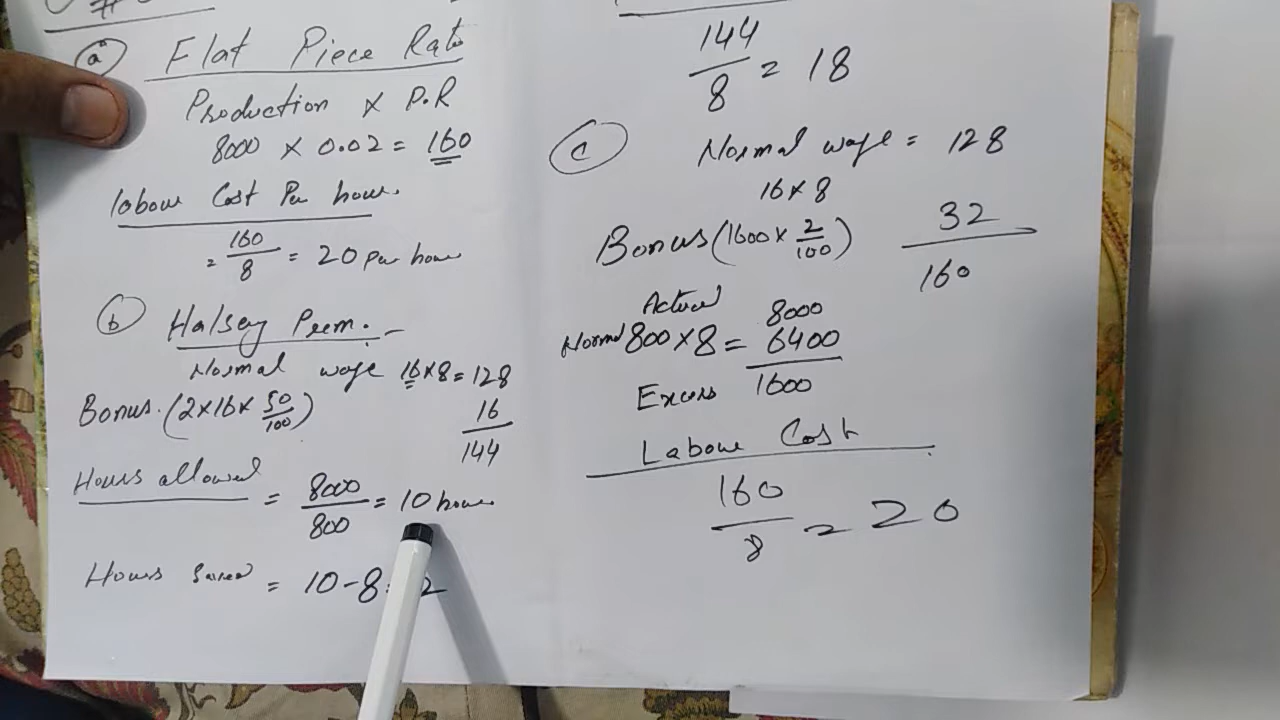 (a) Flat Piece Rate
Production × P.R
8000 × 0.02 = 160
labour Cost Per hour.
= 160/8 = 20 per hour
(b) Halsey Prem. -
Normal wage 16×8 = 128
Bonus. (2×16× 50/100) 16
144
Hours allowed = 8000/800 = 10 hours
Hours saved = 10-8 = 2
144/8 = 18
(c) Normal wage = 128
16×8
Bonus (1600× 2/100) 32
160
Actual 8000
Normal 800×8 = 6400
Excess 1600
Labour Cost
160/8 = 20